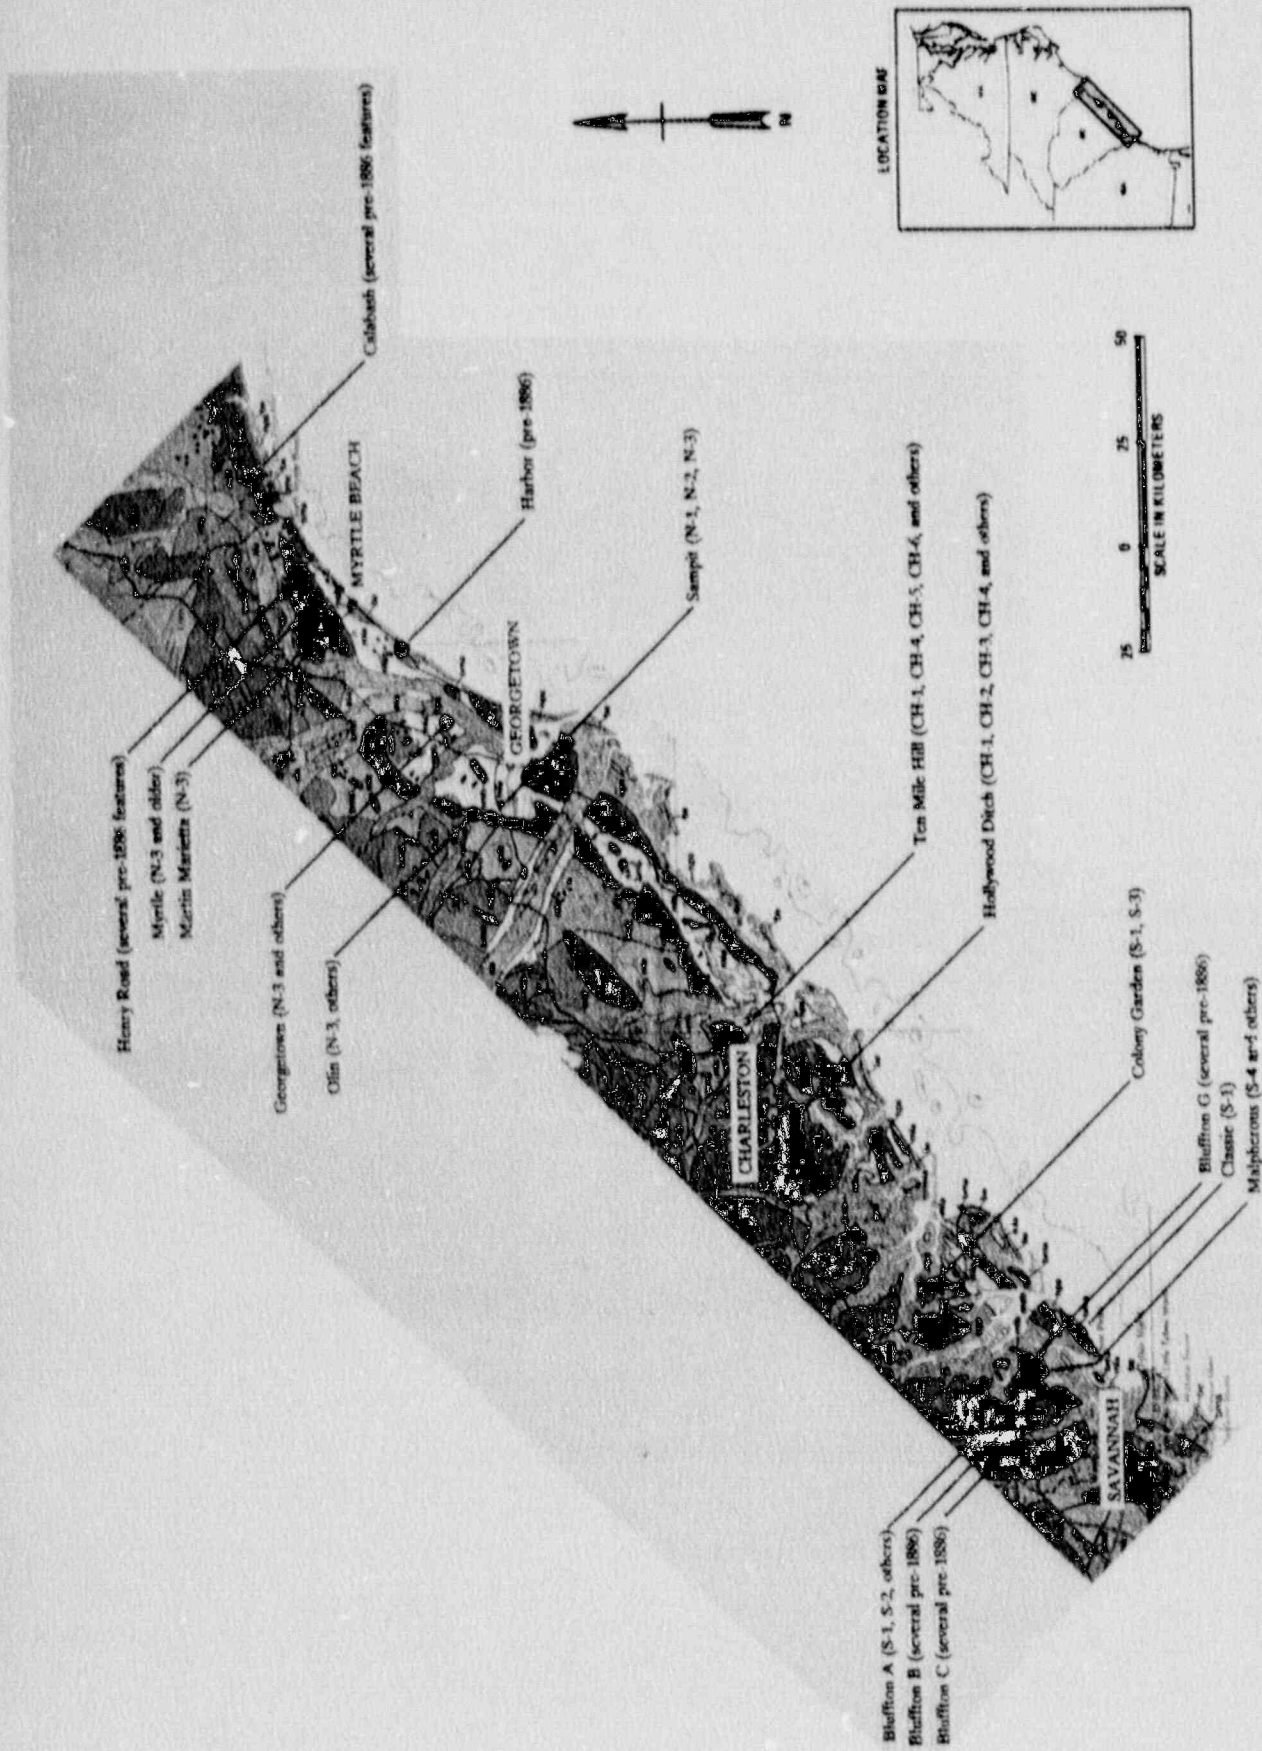 LOCATION MAP
N
Calabash (several pre-1886 features)
MYRTLE BEACH
Harbor (pre-1886)
Sampit (N-1, N-2, N-3)
GEORGETOWN
Henry Road (several pre-1886 features)
Myrtle (N-3 and older)
Martin Marietta (N-3)
Georgetown (N-3 and others)
Olin (N-3, others)
Ten Mile Hill (CH-1, CH-4, CH-5, CH-6, and others)
Hollywood Ditch (CH-1, CH-2, CH-3, CH-4, and others)
CHARLESTON
Colony Garden (S-1, S-3)
Bluffton G (several pre-1886)
Classic (S-1)
Malpherous (S-4 and others)
SAVANNAH
Bluffton A (S-1, S-2, others)
Bluffton B (several pre-1886)
Bluffton C (several pre-1886)
25 0 25 50
SCALE IN KILOMETERS